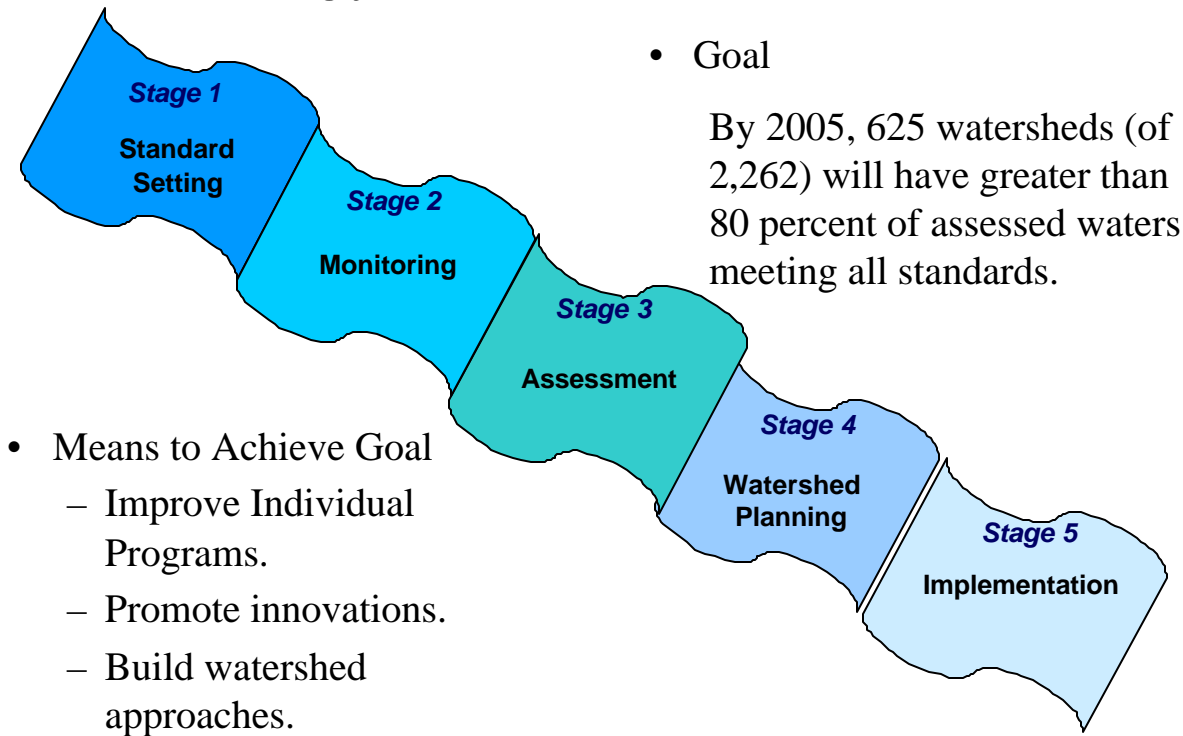 • Goal
By 2005, 625 watersheds (of
2,262) will have greater than
80 percent of assessed waters
meeting all standards.
Stage 1
Standard
Setting
Stage 2
Monitoring
Stage 3
Assessment
Stage 4
Watershed
Planning
Stage 5
Implementation
• Means to Achieve Goal
– Improve Individual
Programs.
– Promote innovations.
– Build watershed
approaches.